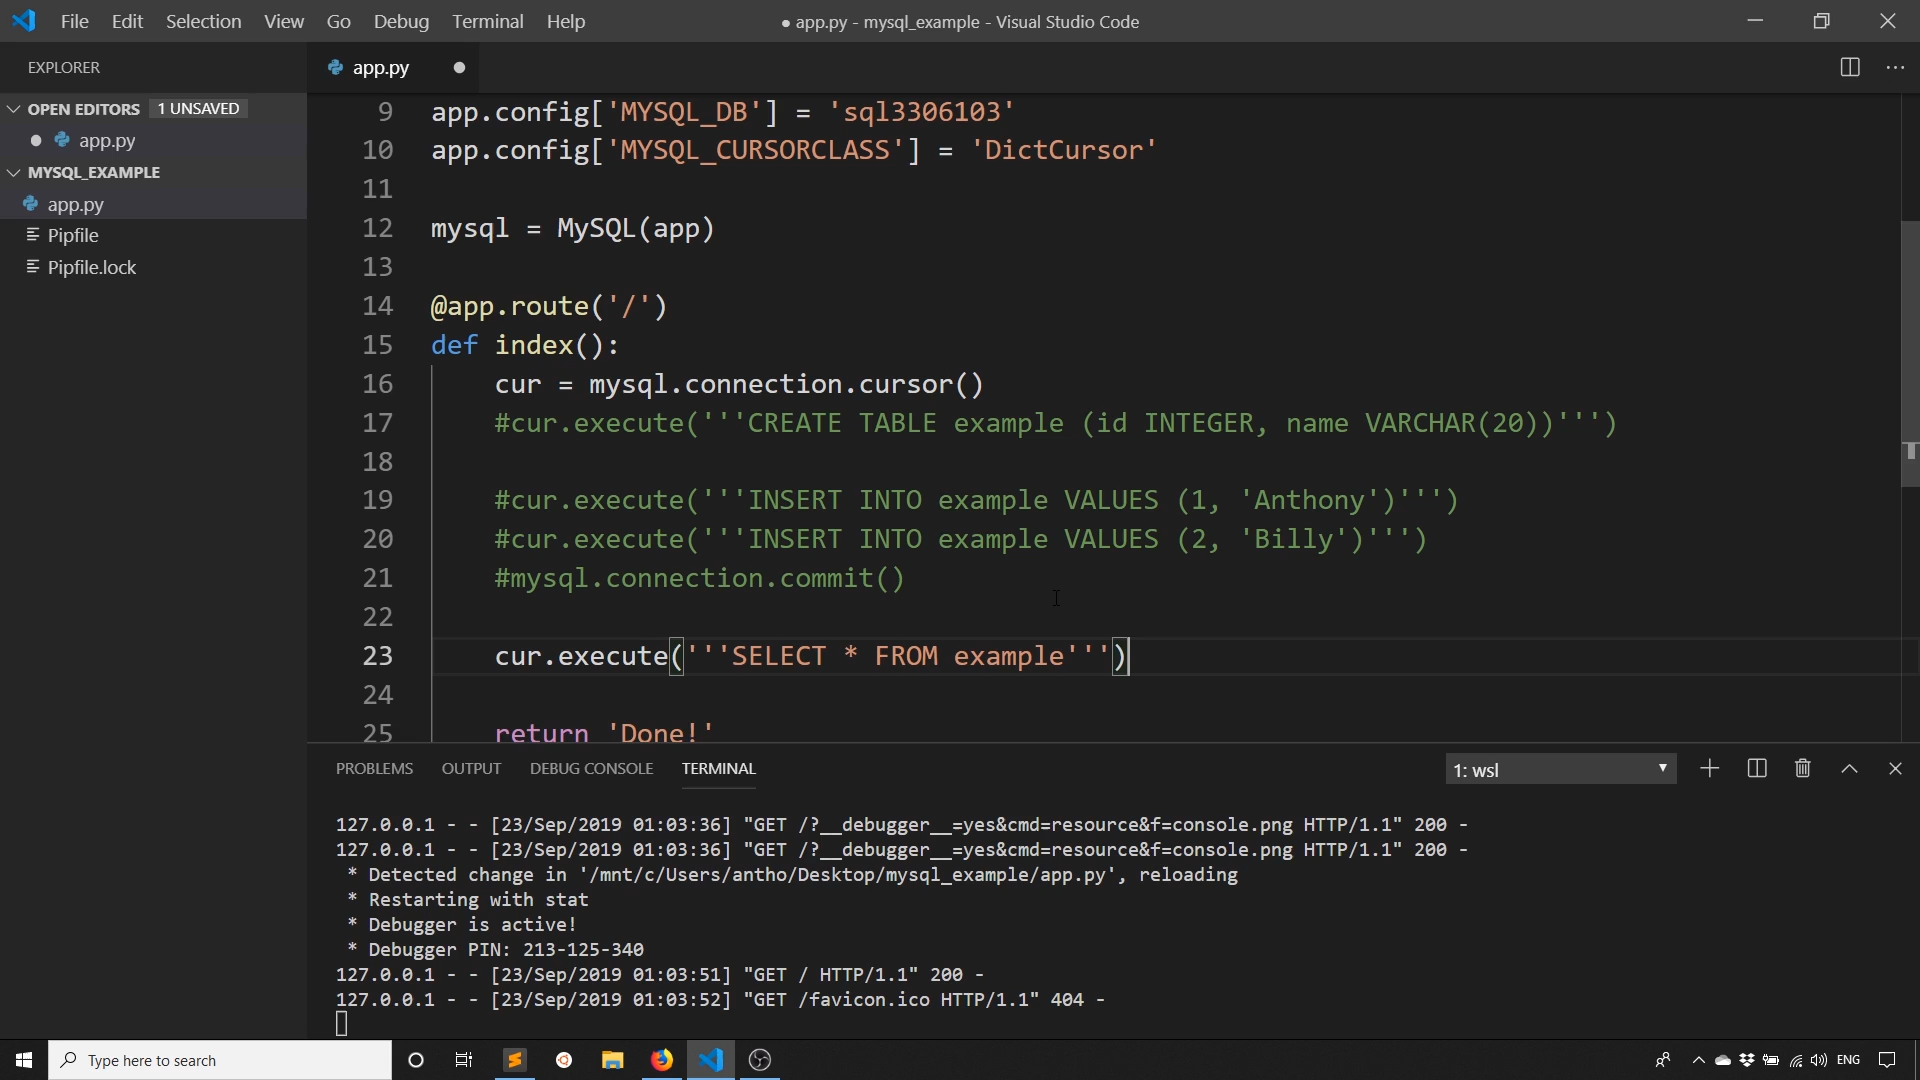 File Edit Selection View Go Debug Terminal Help
● app.py - mysql_example - Visual Studio Code
EXPLORER
app.py
OPEN EDITORS 1 UNSAVED
app.py
MYSQL_EXAMPLE
app.py
Pipfile
Pipfile.lock
9 app.config['MYSQL_DB'] = 'sql3306103'
10 app.config['MYSQL_CURSORCLASS'] = 'DictCursor'
11
12 mysql = MySQL(app)
13
14 @app.route('/')
15 def index():
16 cur = mysql.connection.cursor()
17 #cur.execute('''CREATE TABLE example (id INTEGER, name VARCHAR(20))''')
18
19 #cur.execute('''INSERT INTO example VALUES (1, 'Anthony')''')
20 #cur.execute('''INSERT INTO example VALUES (2, 'Billy')''')
21 #mysql.connection.commit()
22
23 cur.execute('''SELECT * FROM example''')
24
25 return 'Done!'
PROBLEMS OUTPUT DEBUG CONSOLE TERMINAL
1: wsl
127.0.0.1 - - [23/Sep/2019 01:03:36] "GET /?__debugger__=yes&cmd=resource&f=console.png HTTP/1.1" 200 -
127.0.0.1 - - [23/Sep/2019 01:03:36] "GET /?__debugger__=yes&cmd=resource&f=console.png HTTP/1.1" 200 -
* Detected change in '/mnt/c/Users/antho/Desktop/mysql_example/app.py', reloading
* Restarting with stat
* Debugger is active!
* Debugger PIN: 213-125-340
127.0.0.1 - - [23/Sep/2019 01:03:51] "GET / HTTP/1.1" 200 -
127.0.0.1 - - [23/Sep/2019 01:03:52] "GET /favicon.ico HTTP/1.1" 404 -
Type here to search
ENG